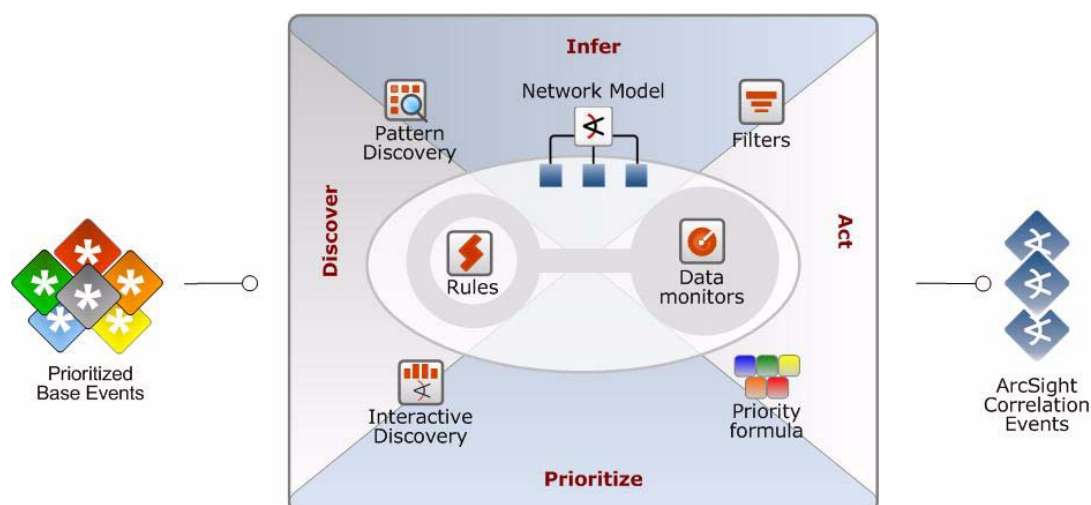 Infer
Network Model
Pattern
Discovery
Filters
Discover
Act
Rules
Data
monitors
Prioritized
Base Events
ArcSight
Correlation
Events
Interactive
Discovery
Priority
formula
Prioritize